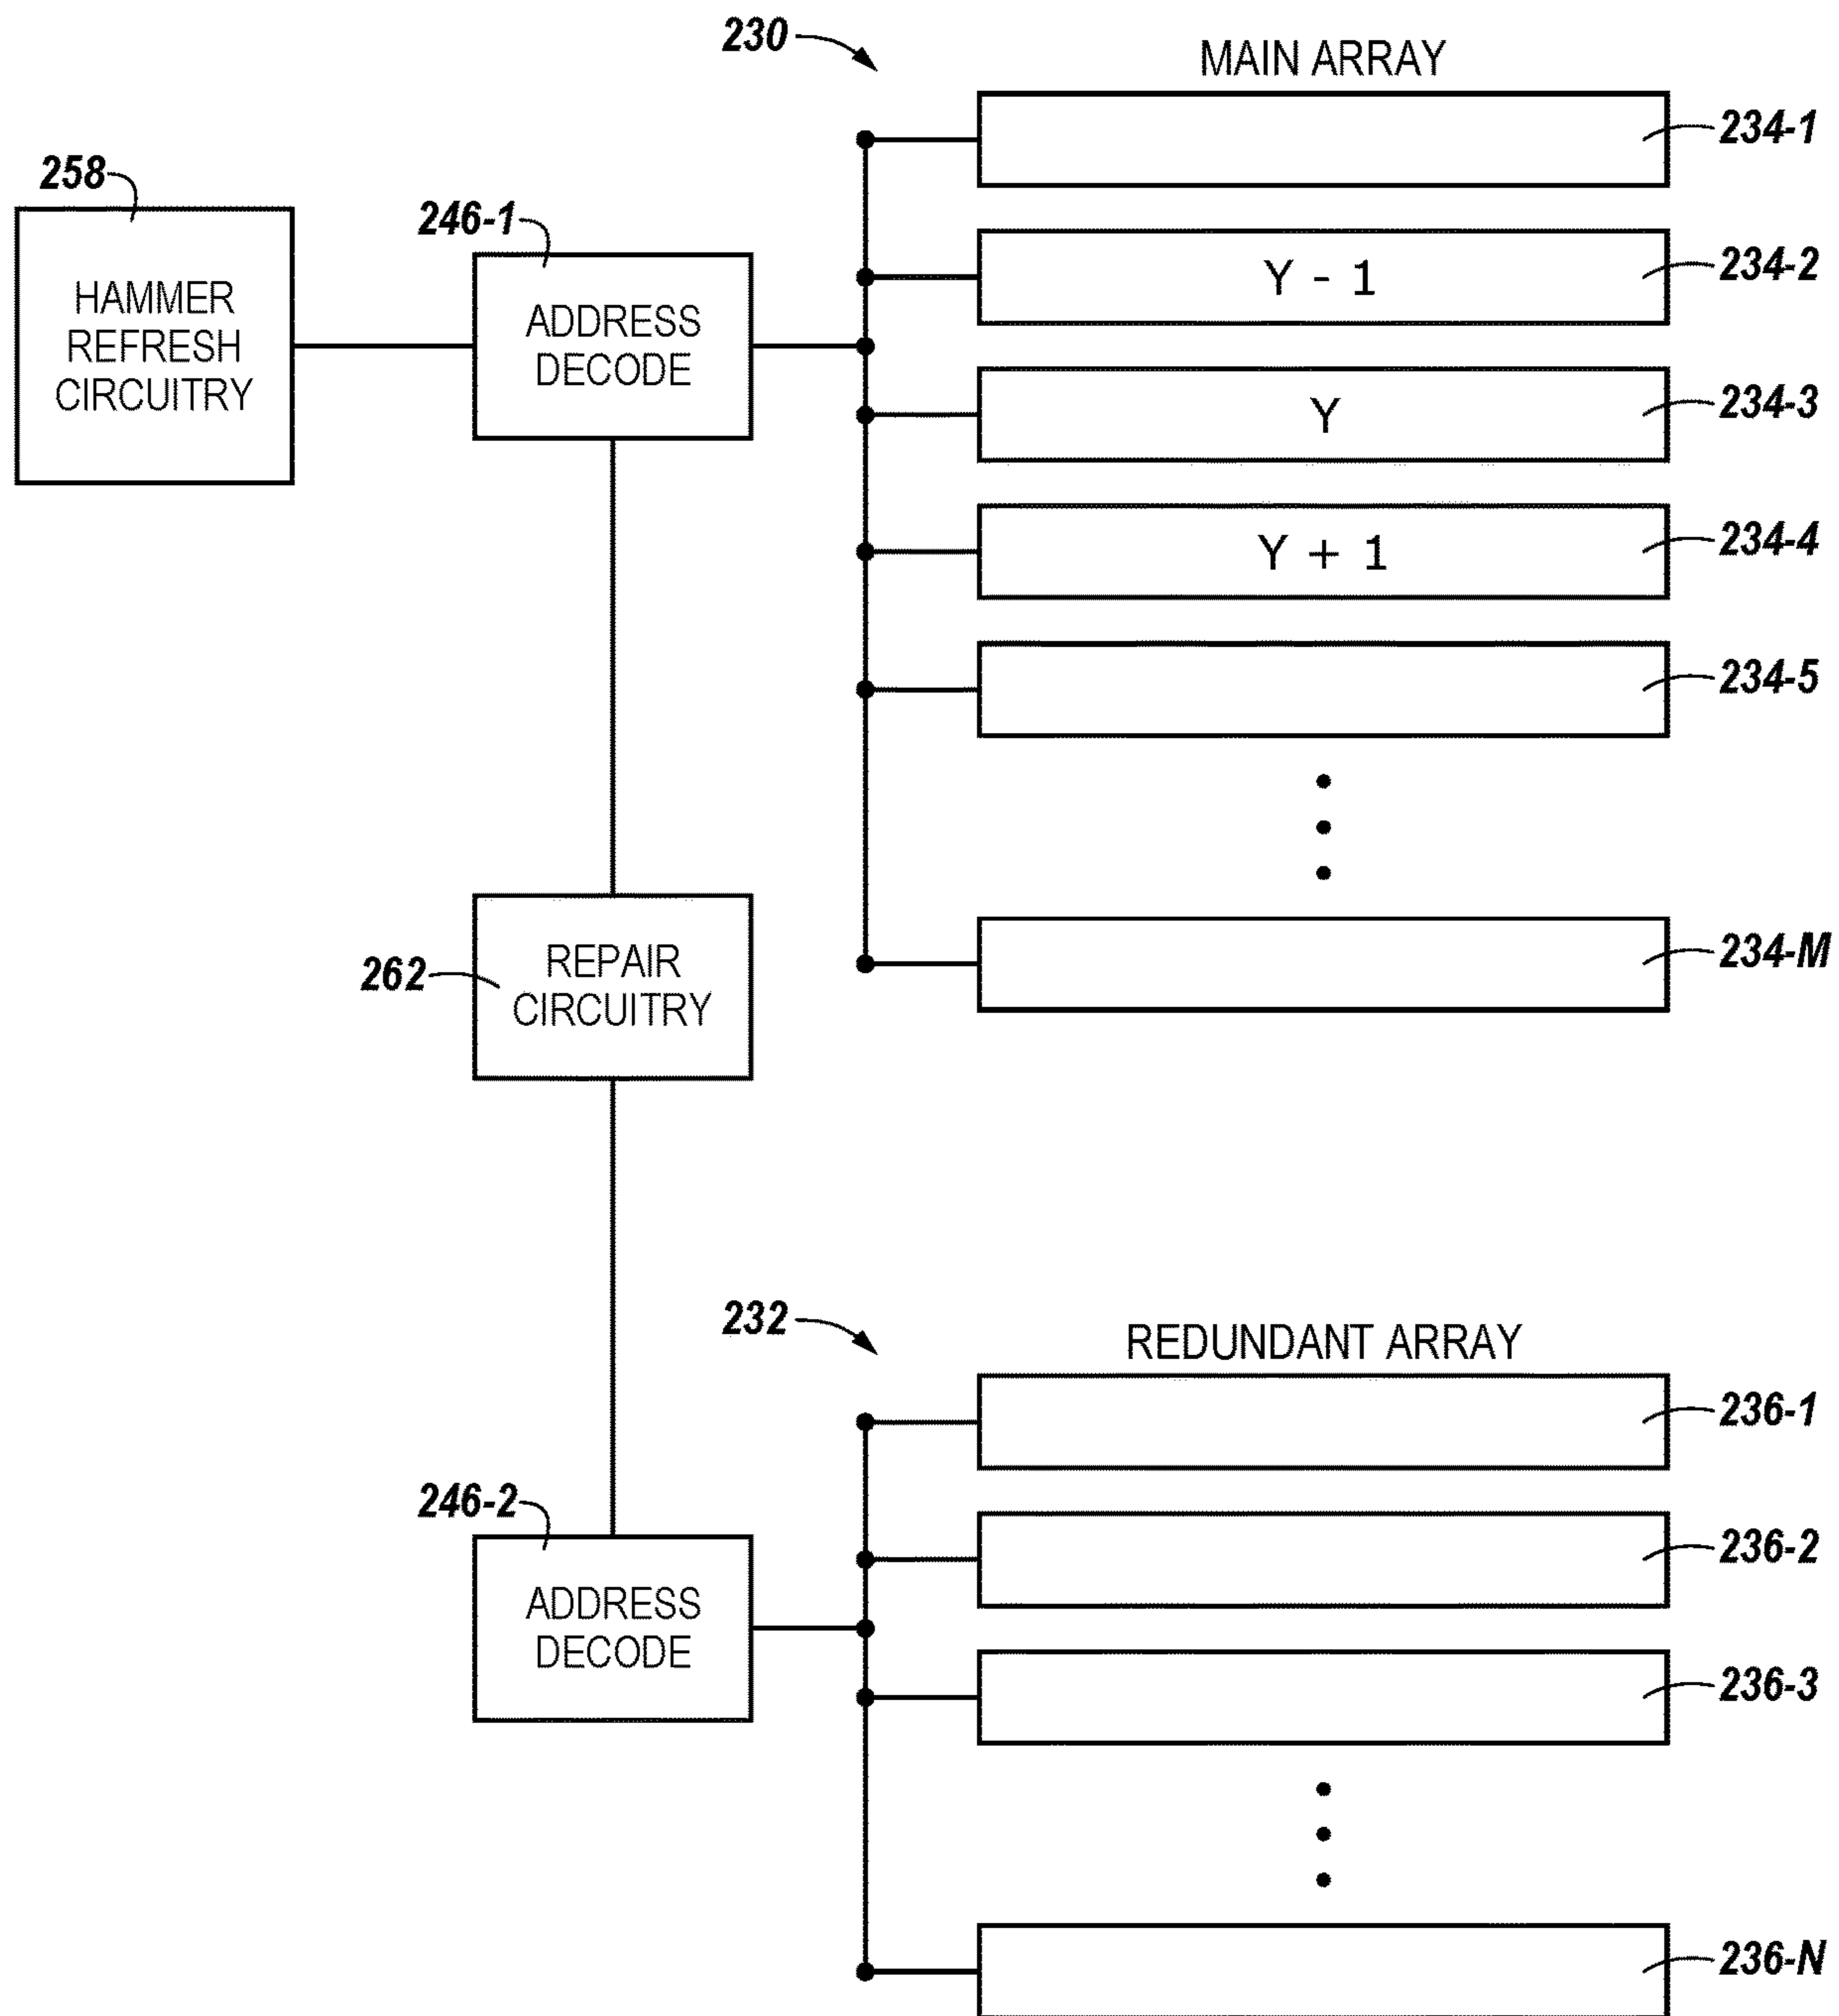 230
MAIN ARRAY
234-1
258
246-1
HAMMER
REFRESH
CIRCUITRY
ADDRESS
DECODE
Y - 1
234-2
Y
234-3
Y + 1
234-4
234-5
262
REPAIR
CIRCUITRY
234-M
232
REDUNDANT ARRAY
236-1
246-2
ADDRESS
DECODE
236-2
236-3
236-N